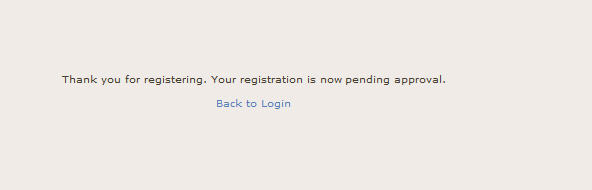 Thank you for registering. Your registration is now pending approval.
Back to Login